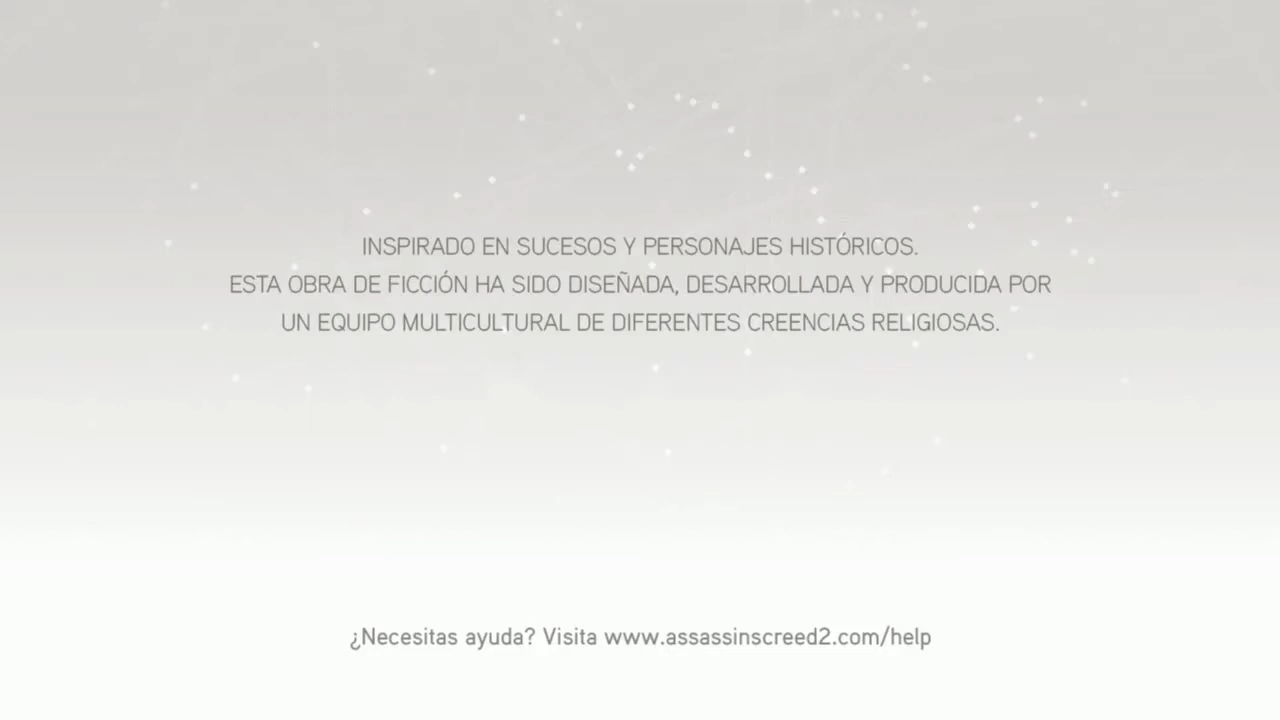 INSPIRADO EN SUCESOS Y PERSONAJES HISTÓRICOS.
ESTA OBRA DE FICCIÓN HA SIDO DISEÑADA, DESARROLLADA Y PRODUCIDA POR
UN EQUIPO MULTICULTURAL DE DIFERENTES CREENCIAS RELIGIOSAS.
¿Necesitas ayuda? Visita www.assassinscreed2.com/help